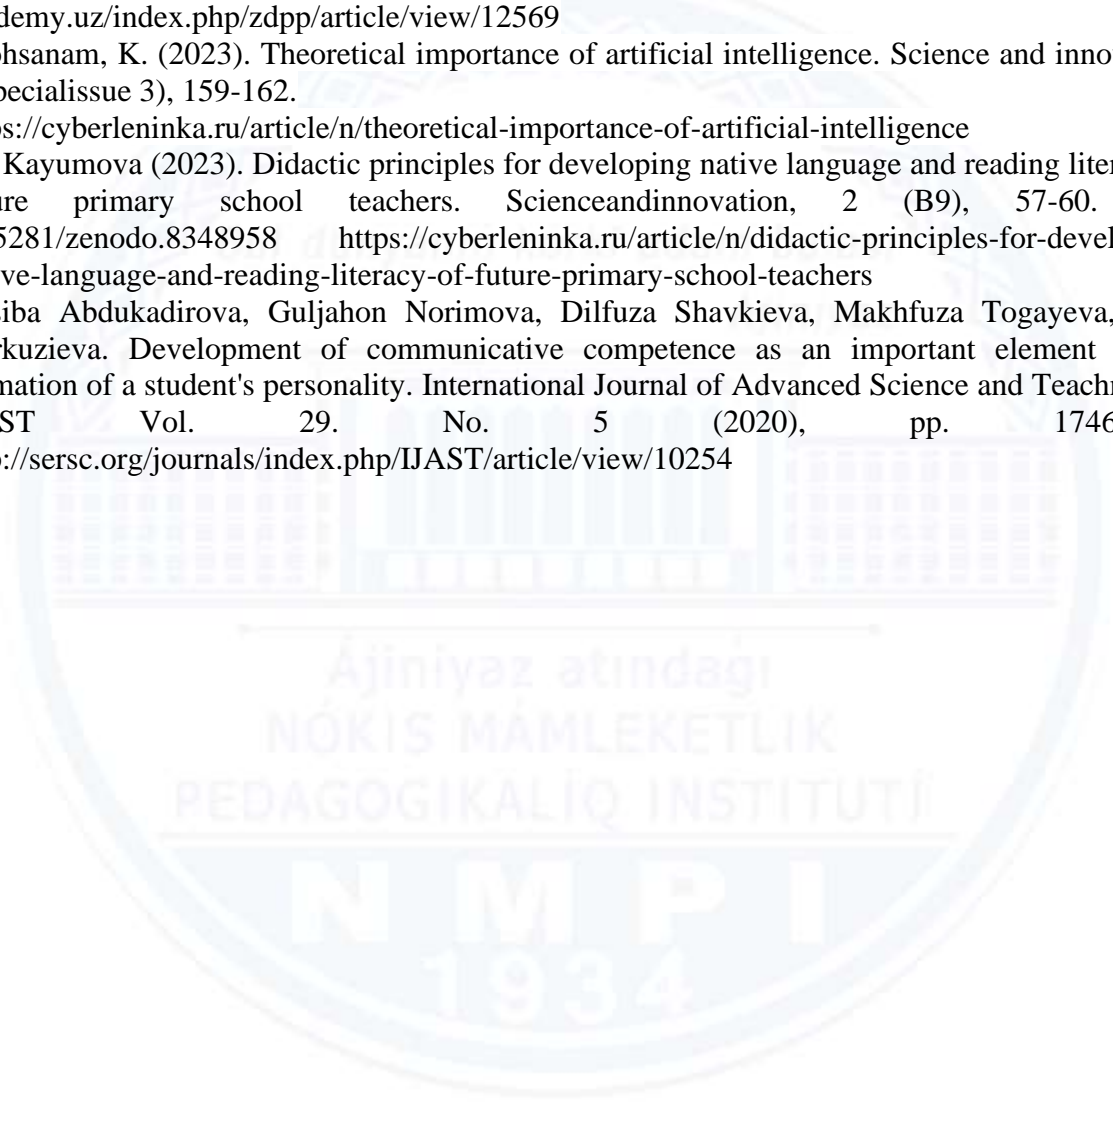 demy.uz/index.php/zdpp/article/view/12569
ohsanam, K. (2023). Theoretical importance of artificial intelligence. Science and inno
pecialissue 3), 159-162.
s://cyberleninka.ru/article/n/theoretical-importance-of-artificial-intelligence
Kayumova (2023). Didactic principles for developing native language and reading liter
ure primary school teachers. Scienceandinnovation, 2 (B9), 57-60.
5281/zenodo.8348958 https://cyberleninka.ru/article/n/didactic-principles-for-devel
ve-language-and-reading-literacy-of-future-primary-school-teachers
siba Abdukadirova, Guljahon Norimova, Dilfuza Shavkieva, Makhfuza Togayeva,
rkuzieva. Development of communicative competence as an important element
mation of a student's personality. International Journal of Advanced Science and Teachn
ST Vol. 29. No. 5 (2020), pp. 1746
://sersc.org/journals/index.php/IJAST/article/view/10254
Ájiniyaz atındaǵı
NÓKIS MÁMLEKETLIK
PEDAGOGIKALÍQ INSTITUTÍ
NMPI
1934